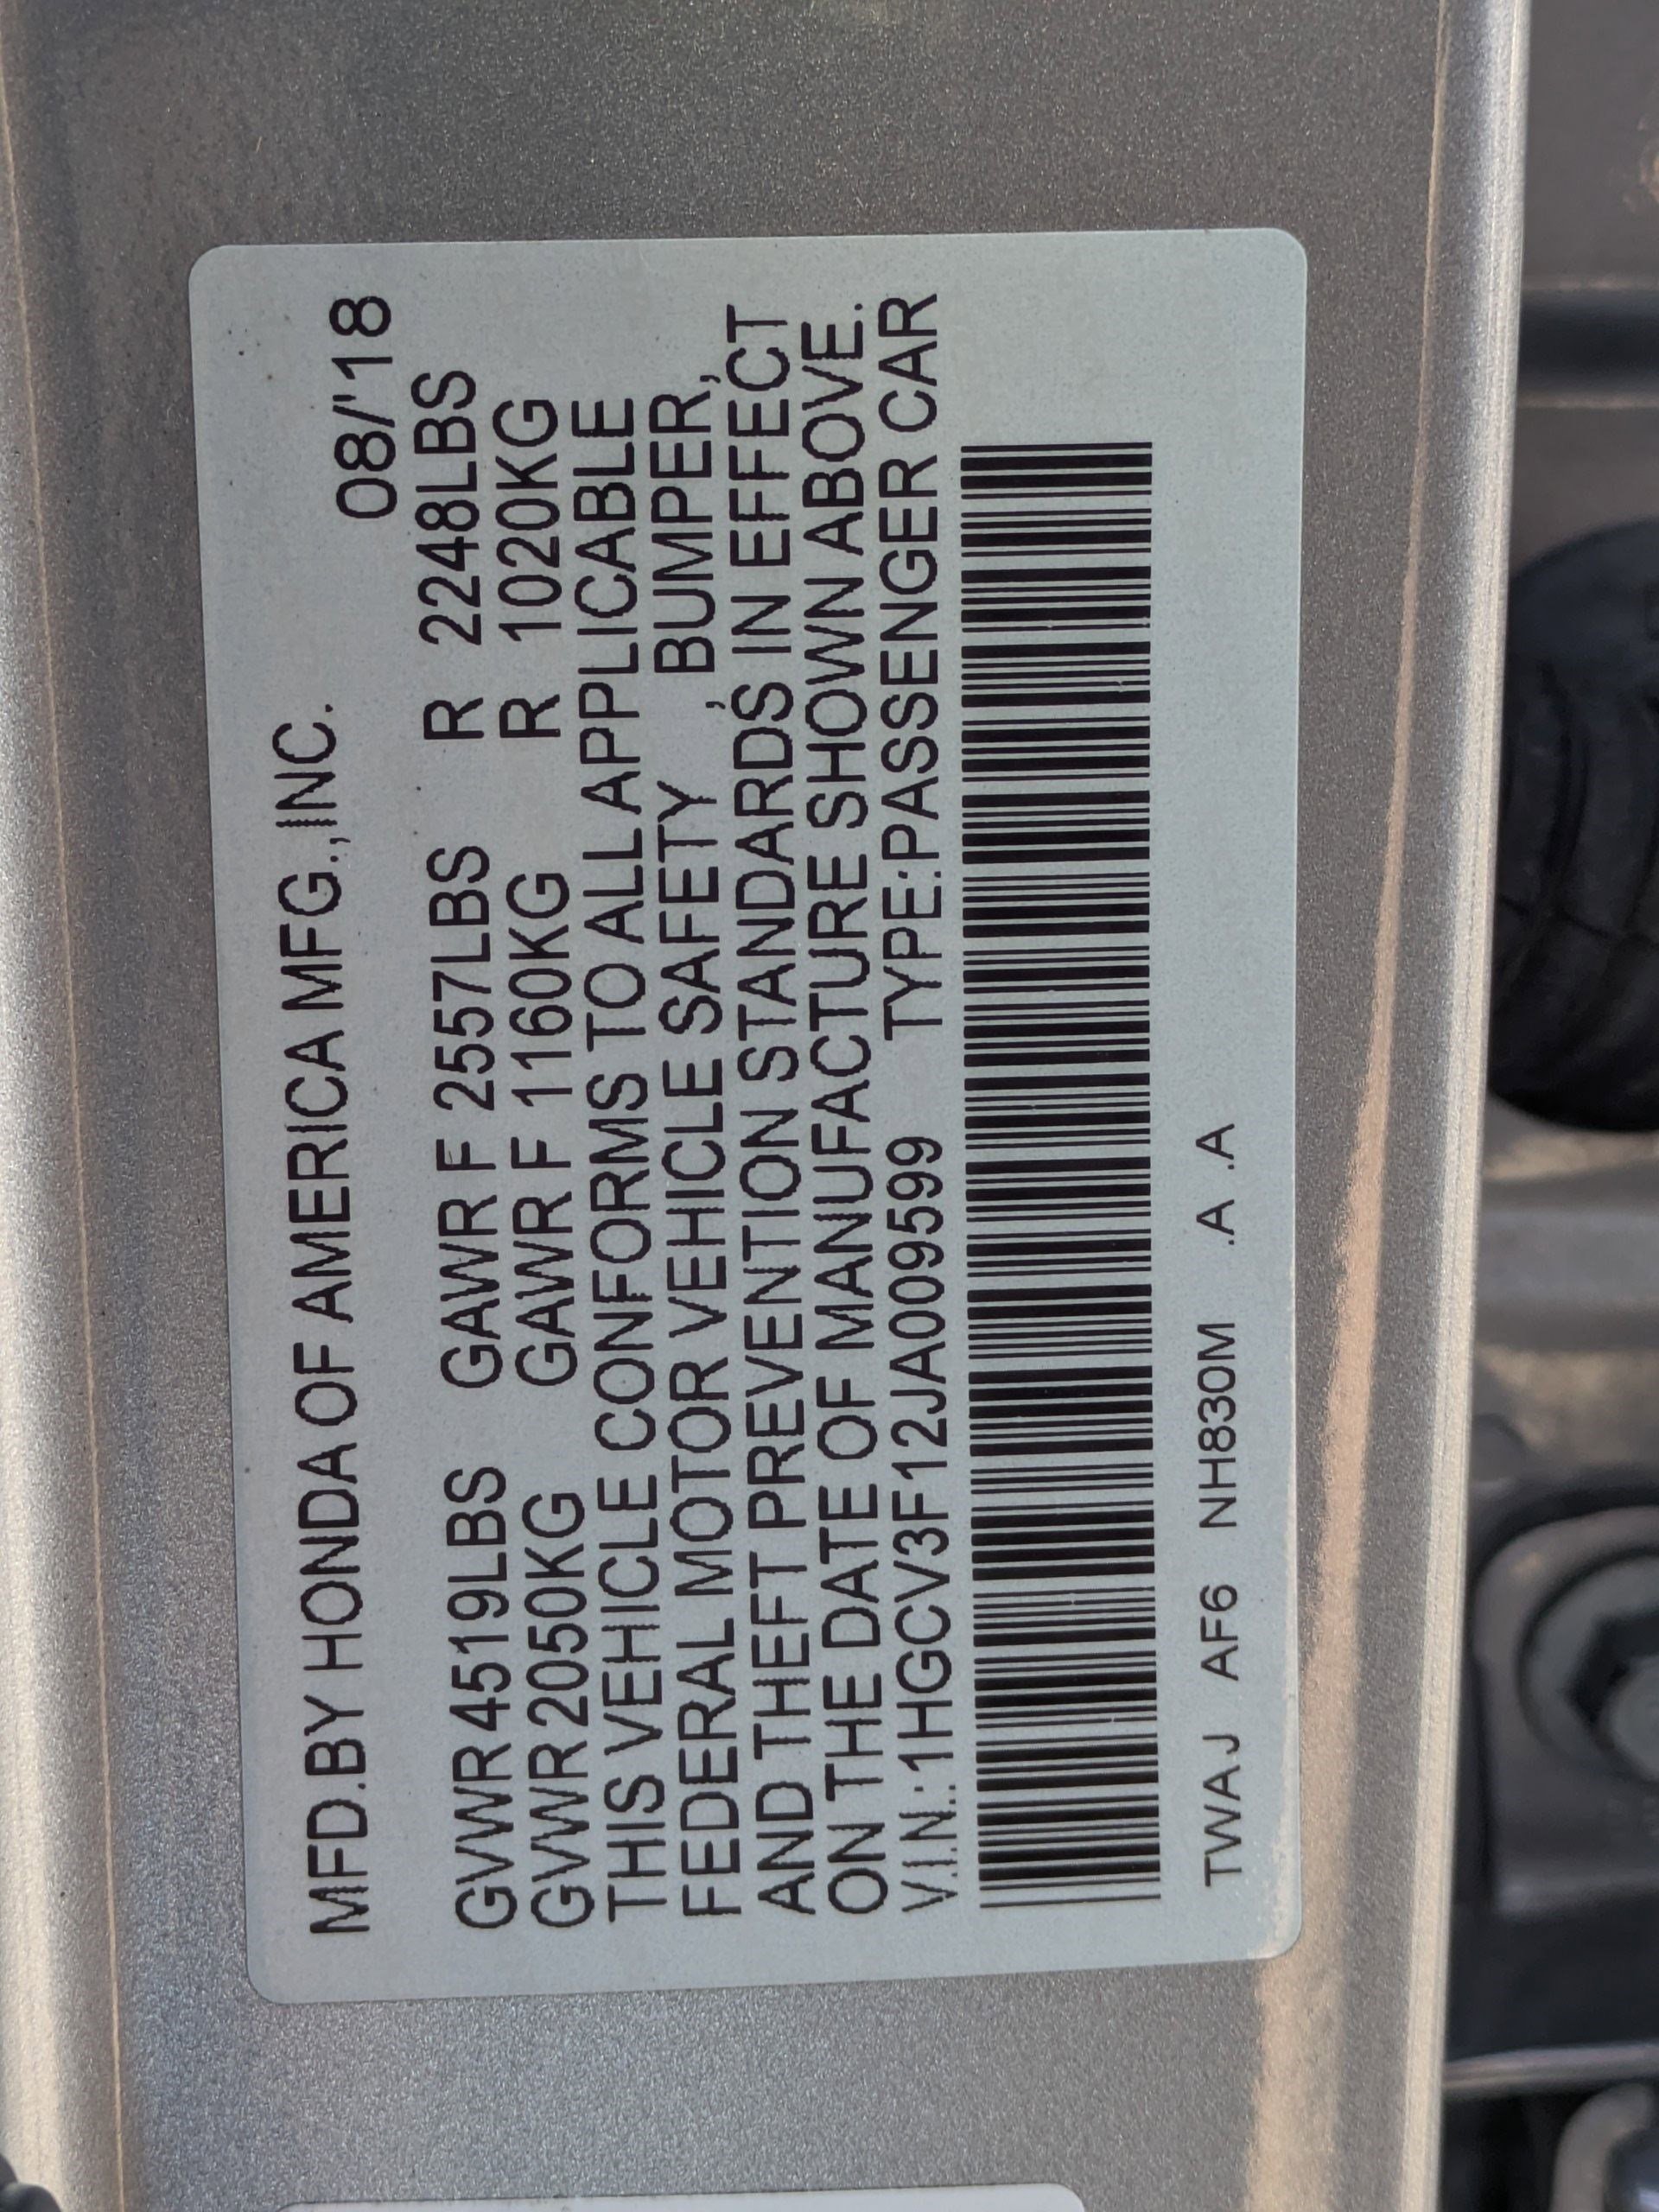 MFD.BY HONDA OF AMERICA MFG.,INC.
08/'18
GVWR 4519LBS GAWR F 2557LBS R 2248LBS
GVWR 2050KG GAWR F 1160KG R 1020KG
THIS VEHICLE CONFORMS TO ALL APPLICABLE
FEDERAL MOTOR VEHICLE SAFETY , BUMPER,
AND THEFT PREVENTION STANDARDS IN EFFECT
ON THE DATE OF MANUFACTURE SHOWN ABOVE.
V.I.N.:1HGCV3F12JA009599 TYPE:PASSENGER CAR
TWAJ AF6 NH830M .A .A